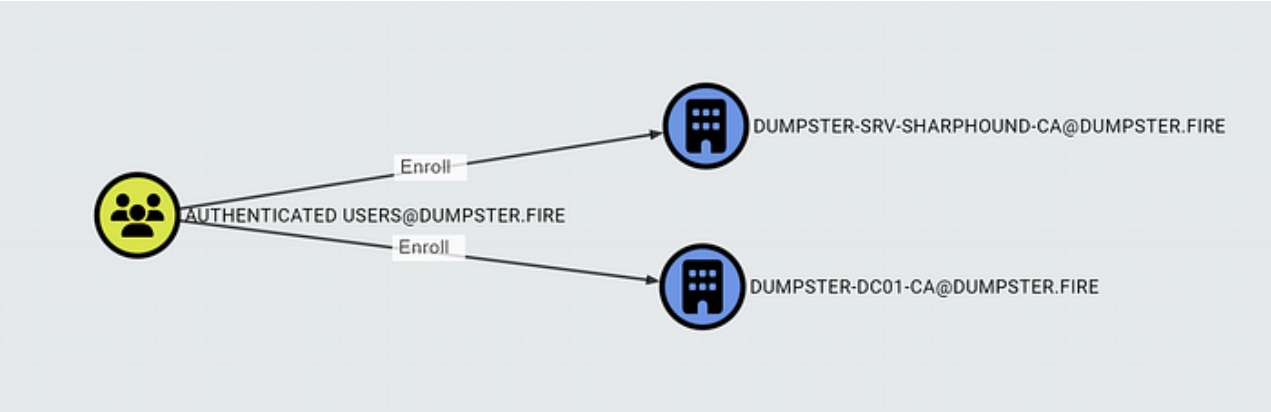 DUMPSTER-SRV-SHARPHOUND-CA@DUMPSTER.FIRE
Enroll
AUTHENTICATED USERS@DUMPSTER.FIRE
Enroll
DUMPSTER-DC01-CA@DUMPSTER.FIRE